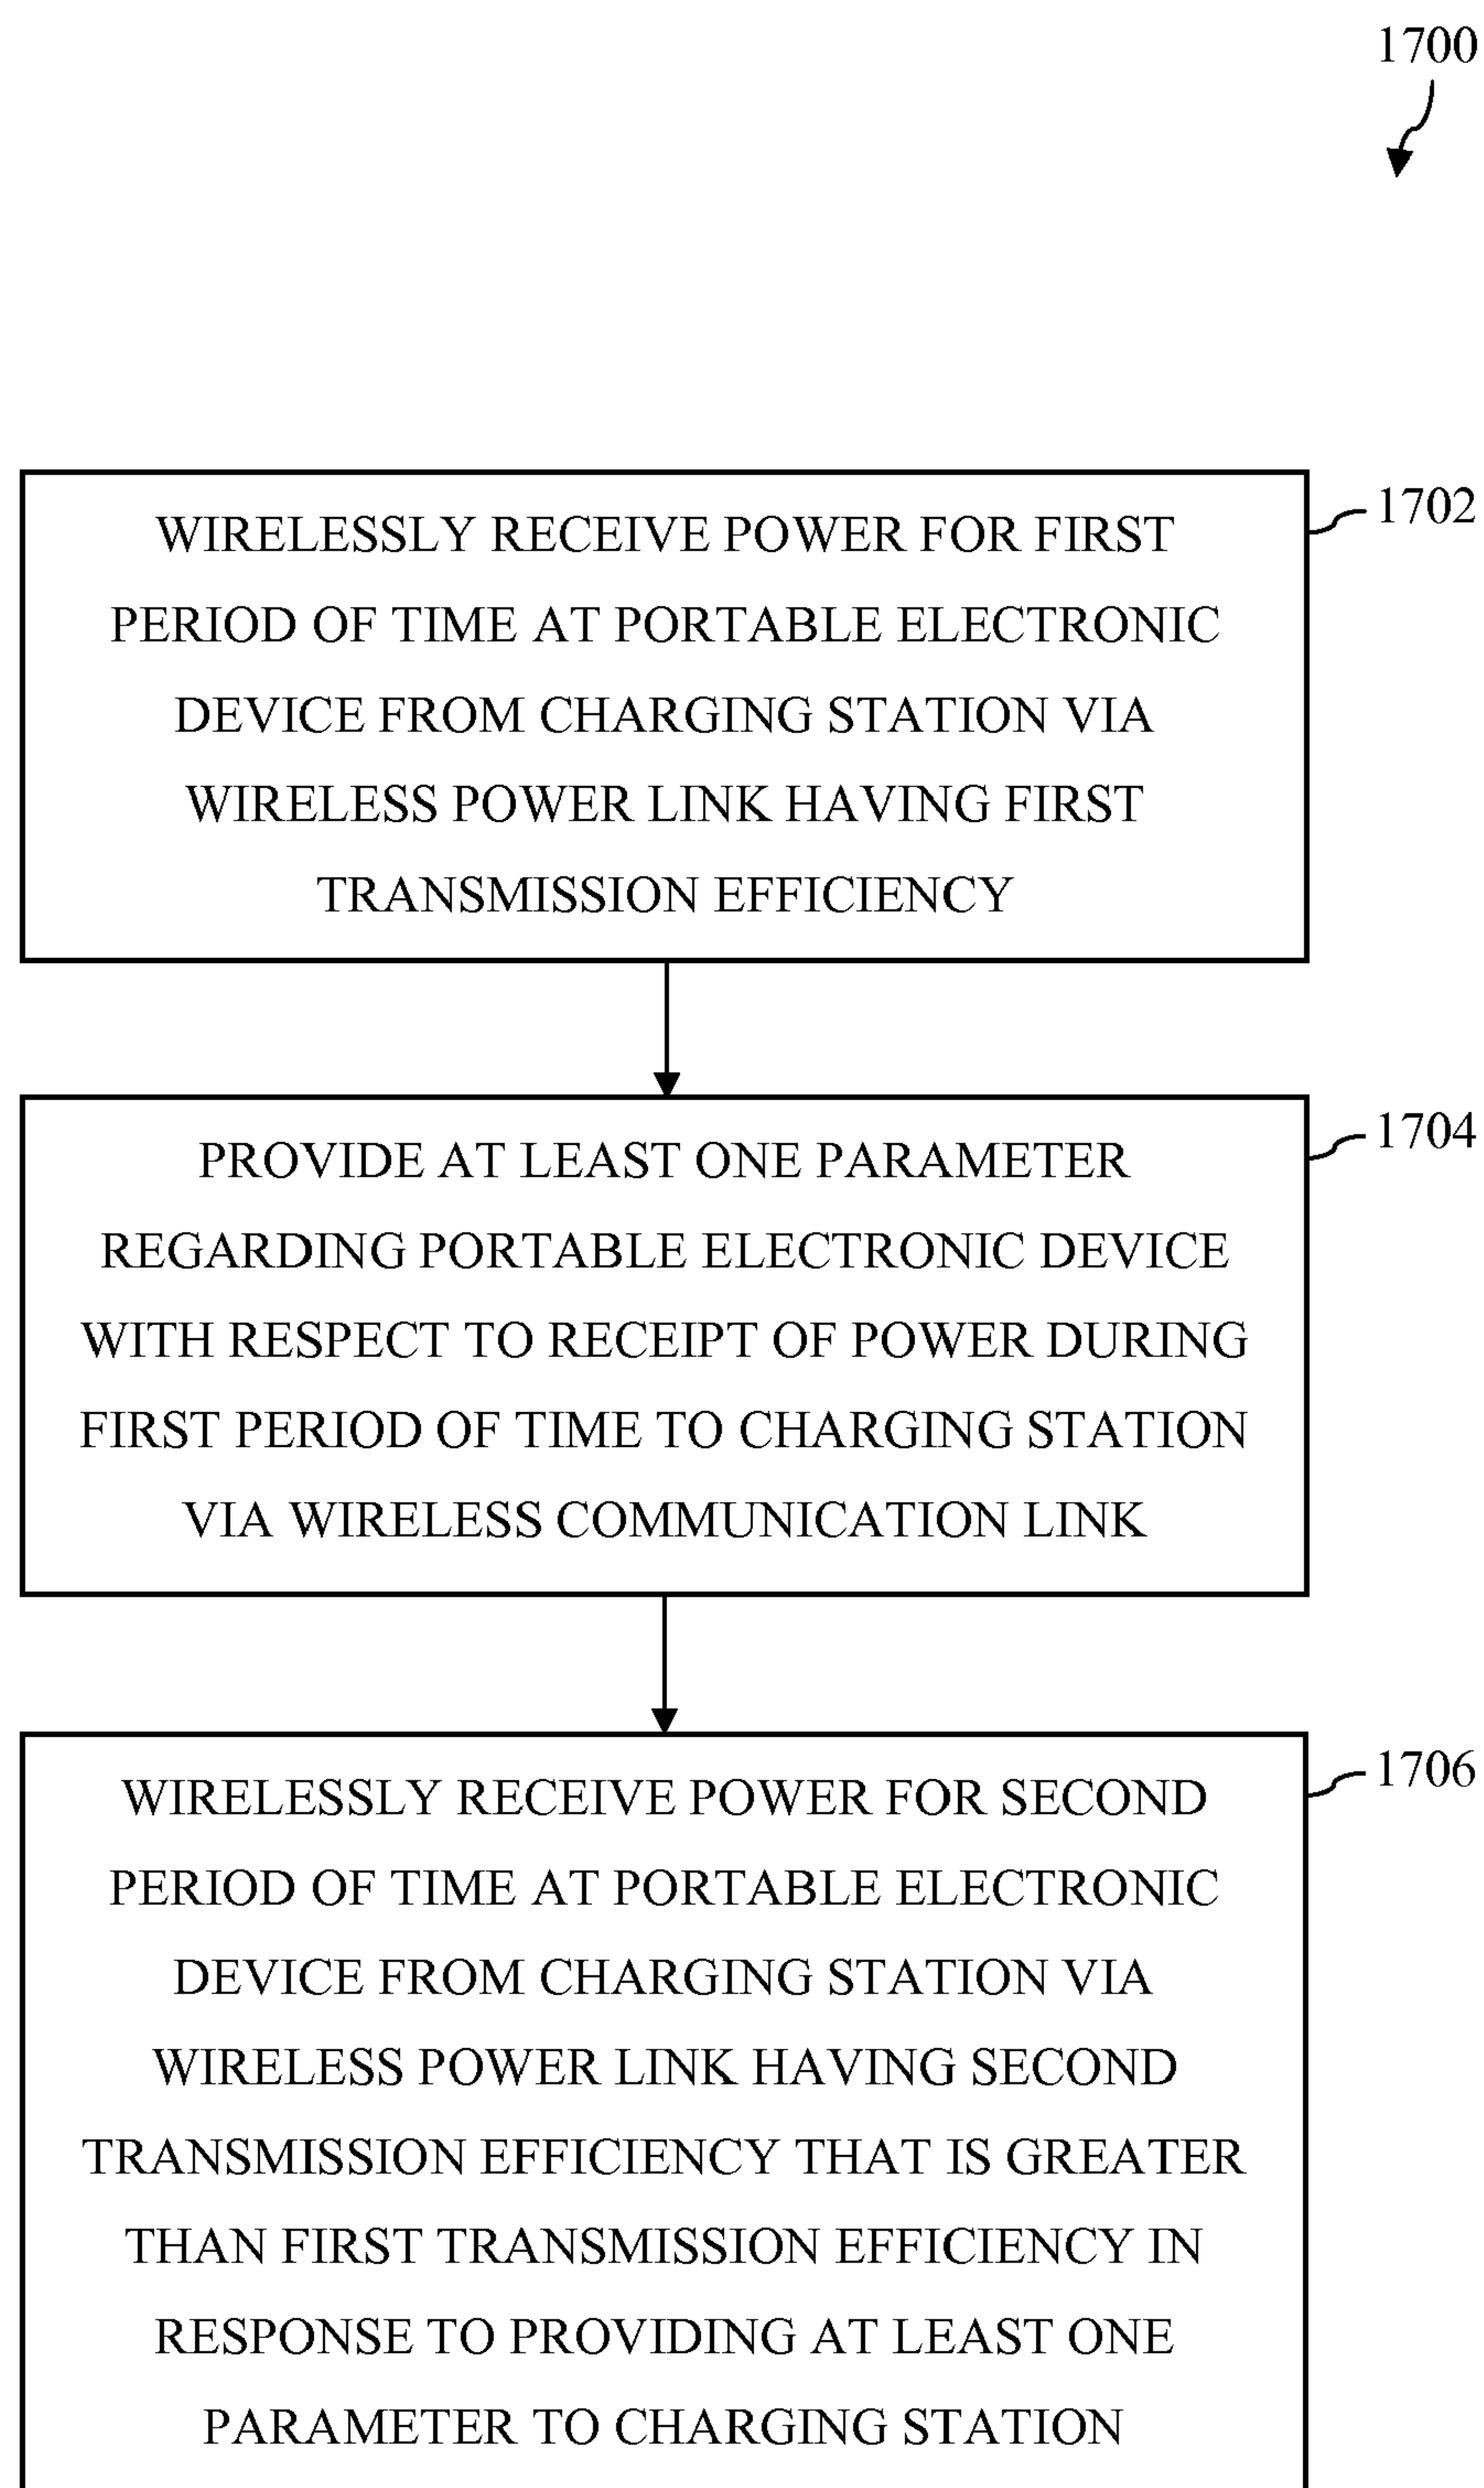 1700
WIRELESSLY RECEIVE POWER FOR FIRST
PERIOD OF TIME AT PORTABLE ELECTRONIC
DEVICE FROM CHARGING STATION VIA
WIRELESS POWER LINK HAVING FIRST
TRANSMISSION EFFICIENCY
1702
PROVIDE AT LEAST ONE PARAMETER
REGARDING PORTABLE ELECTRONIC DEVICE
WITH RESPECT TO RECEIPT OF POWER DURING
FIRST PERIOD OF TIME TO CHARGING STATION
VIA WIRELESS COMMUNICATION LINK
1704
WIRELESSLY RECEIVE POWER FOR SECOND
PERIOD OF TIME AT PORTABLE ELECTRONIC
DEVICE FROM CHARGING STATION VIA
WIRELESS POWER LINK HAVING SECOND
TRANSMISSION EFFICIENCY THAT IS GREATER
THAN FIRST TRANSMISSION EFFICIENCY IN
RESPONSE TO PROVIDING AT LEAST ONE
PARAMETER TO CHARGING STATION
1706